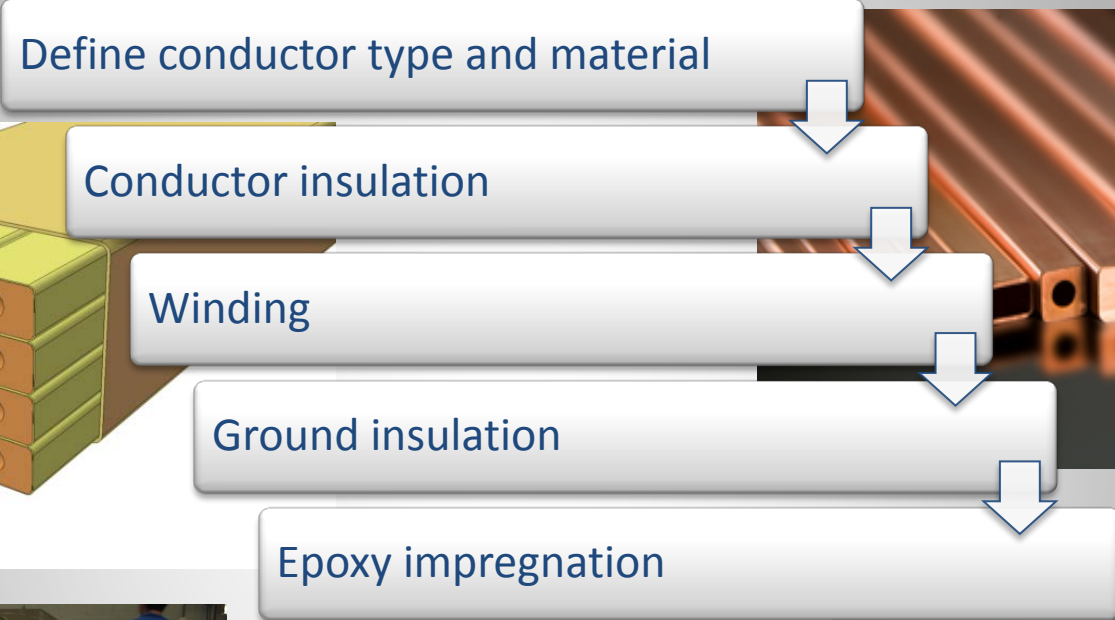 Define conductor type and material
Conductor insulation
Winding
Ground insulation
Epoxy impregnation